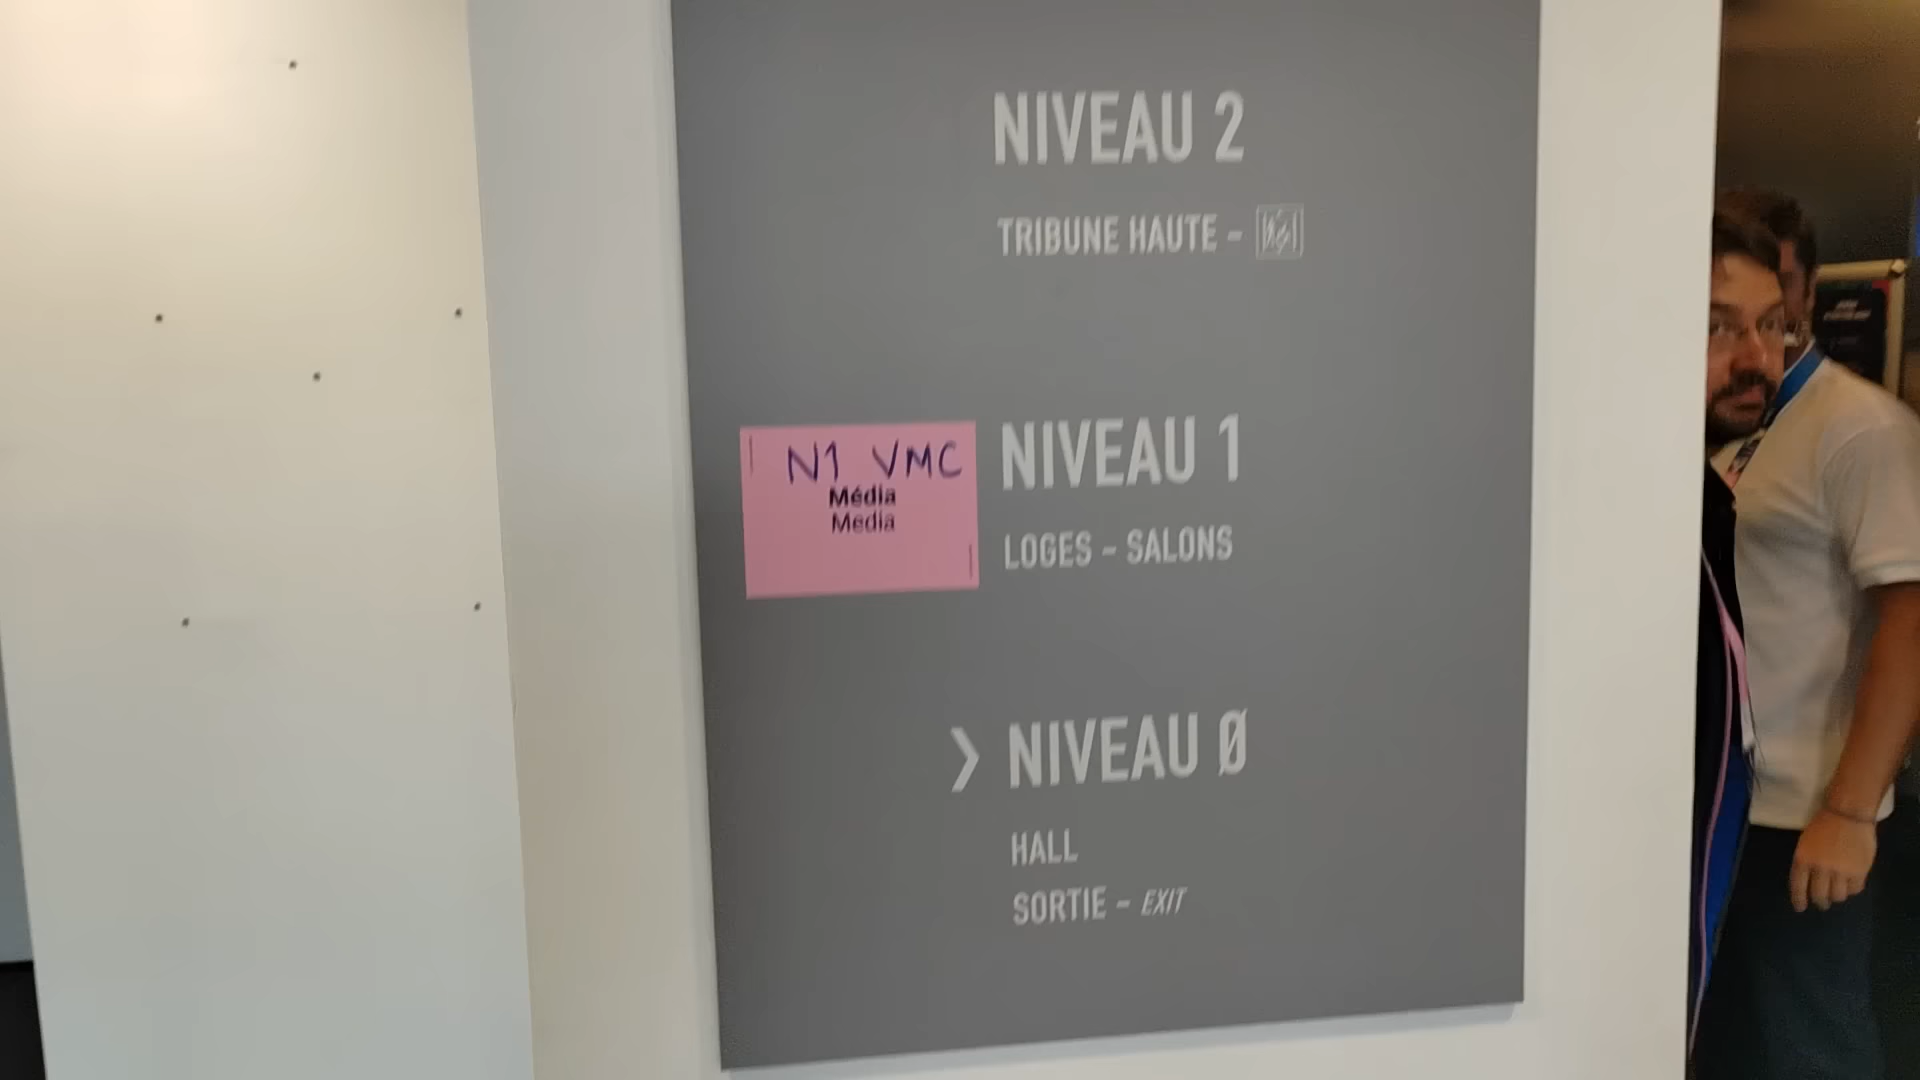 NIVEAU 2
TRIBUNE HAUTE -
N1 VMC
Média
Media
NIVEAU 1
LOGES - SALONS
NIVEAU Ø
HALL
SORTIE - EXIT